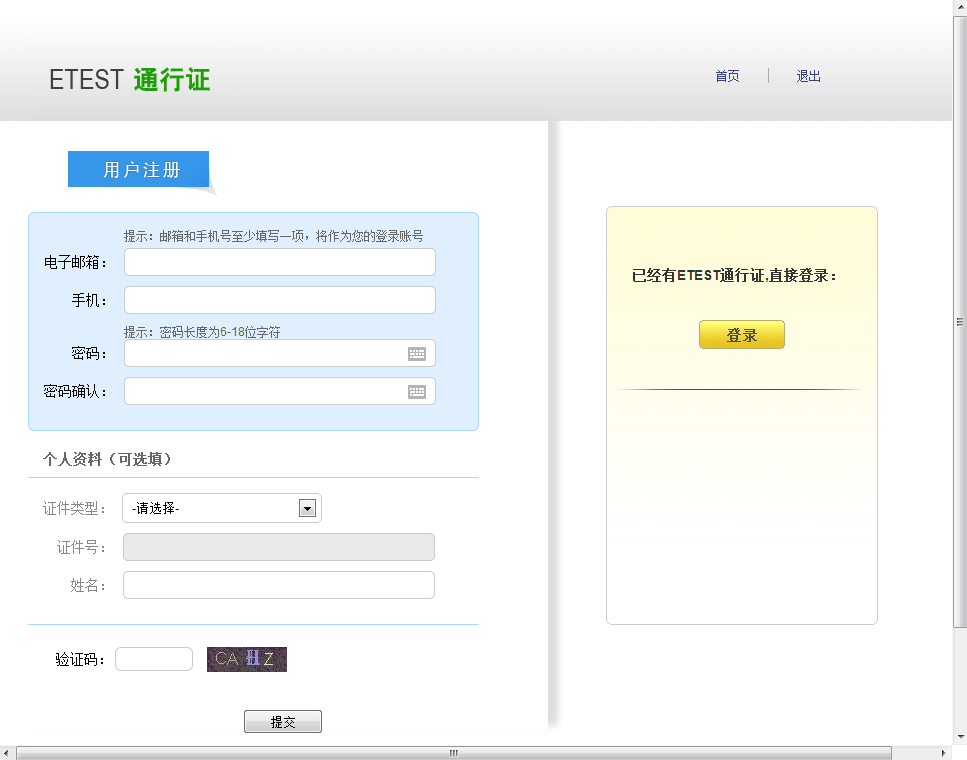 ETEST 通行证
首页
退出
用户注册
提示：邮箱和手机号至少填写一项，将作为您的登录账号
电子邮箱：
手机：
提示：密码长度为6-18位字符
密码：
密码确认：
个人资料（可选填）
证件类型： -请选择-
证件号：
姓名：
验证码： CA Z
提交
已经有ETEST通行证,直接登录：
登录